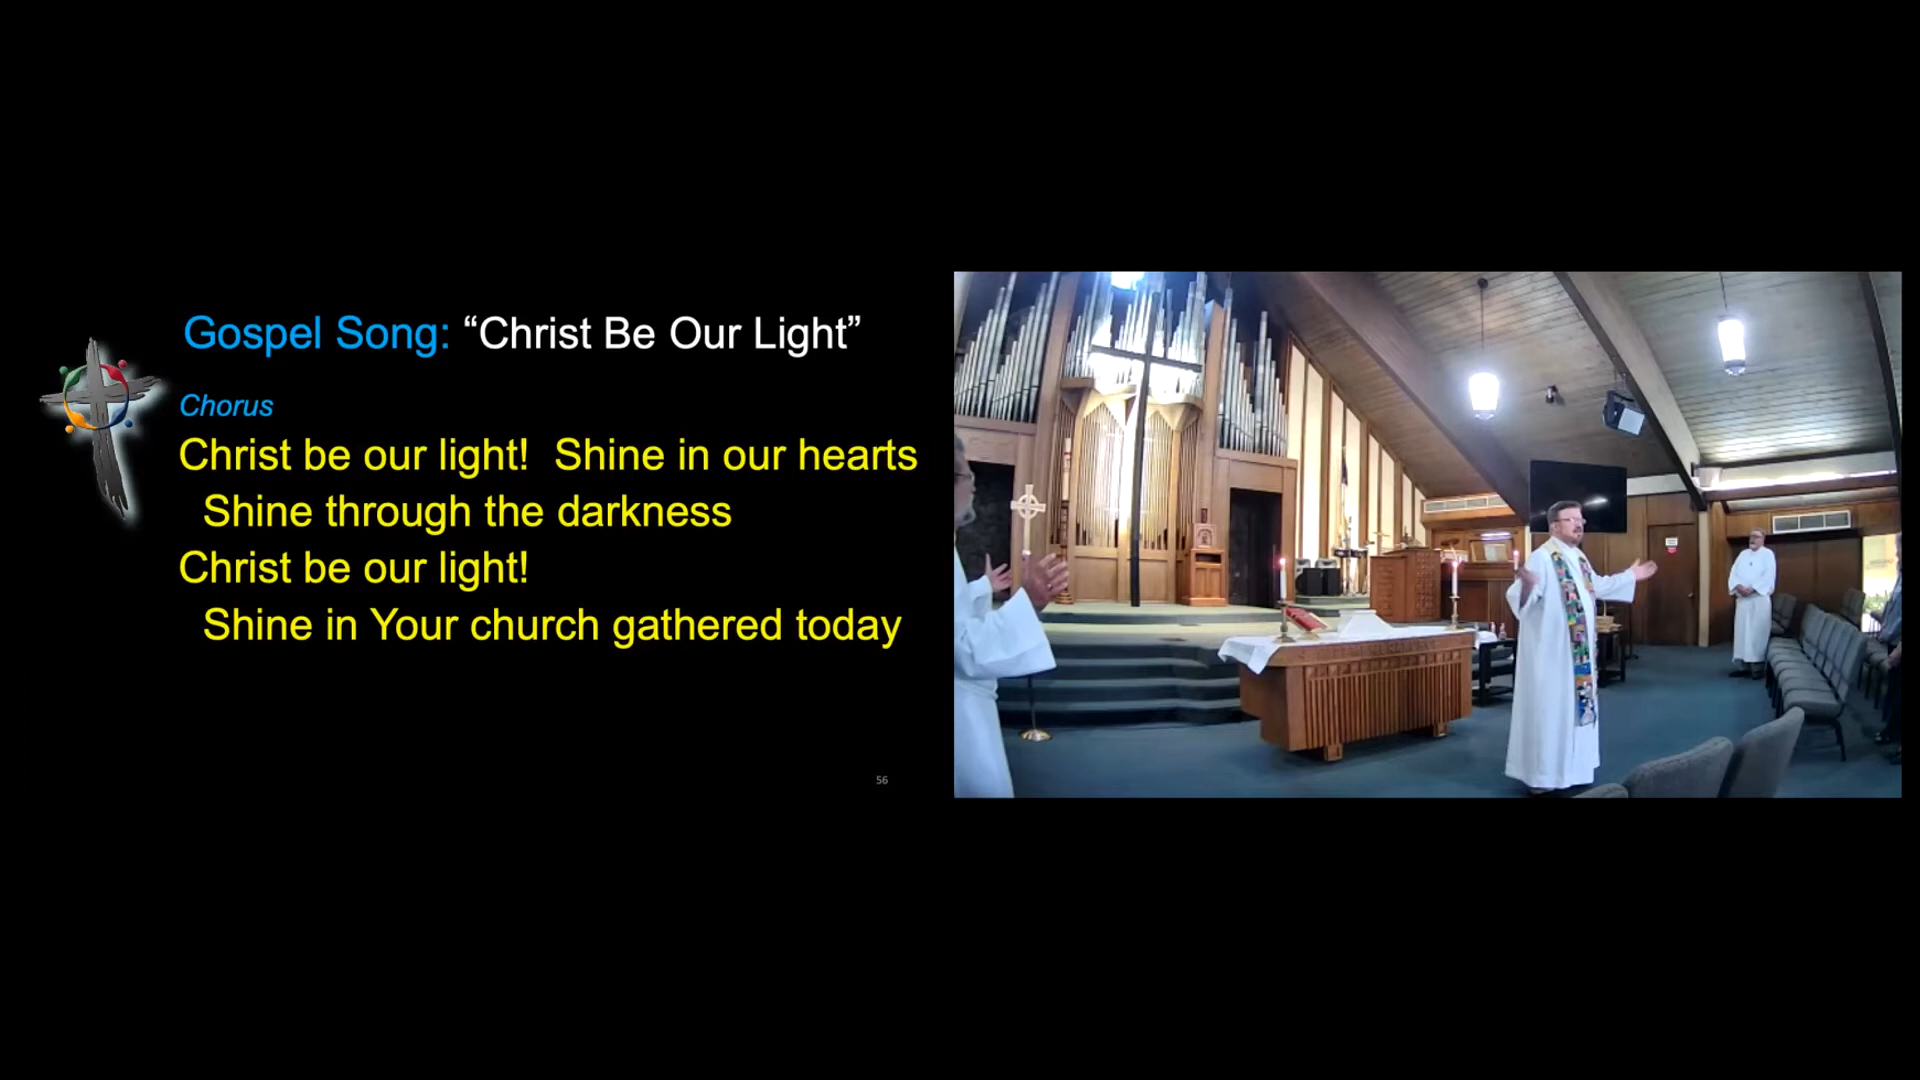 Gospel Song: “Christ Be Our Light”
Chorus
Christ be our light!  Shine in our hearts
Shine through the darkness
Christ be our light!
Shine in Your church gathered today
56